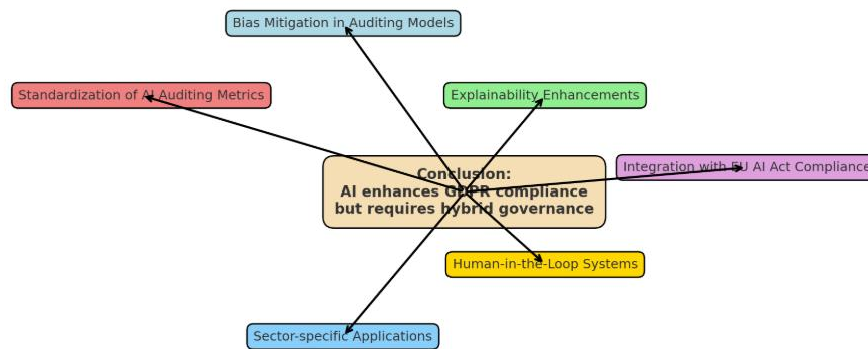 Bias Mitigation in Auditing Models
Standardization of AI Auditing Metrics
Explainability Enhancements
Integration with EU AI Act Compliance
Conclusion:
AI enhances GDPR compliance
but requires hybrid governance
Human-in-the-Loop Systems
Sector-specific Applications